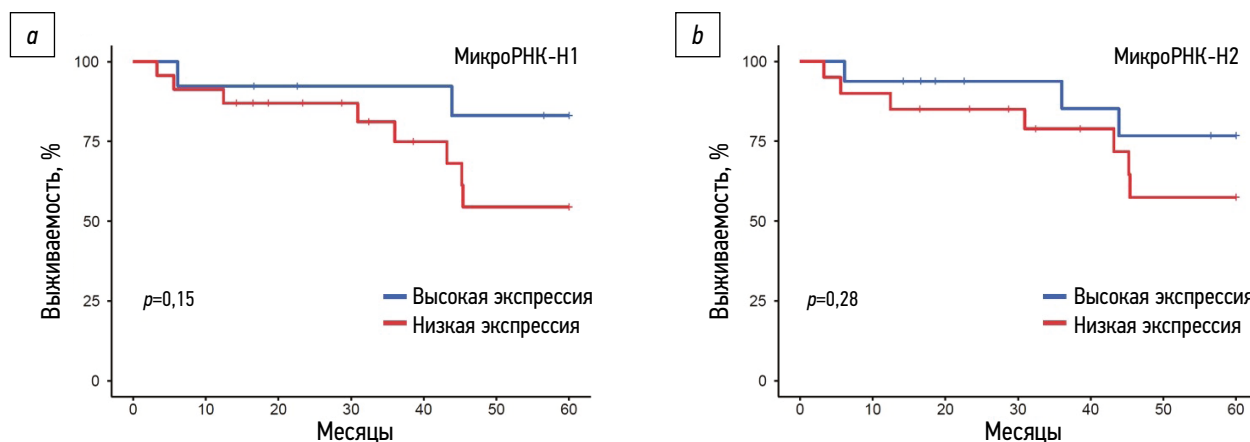 a
МикроРНК-H1
100
75
50
25
0
Выживаемость, %
p=0,15
Высокая экспрессия
Низкая экспрессия
0 10 20 30 40 50 60
Месяцы
b
МикроРНК-H2
100
75
50
25
0
Выживаемость, %
p=0,28
Высокая экспрессия
Низкая экспрессия
0 10 20 30 40 50 60
Месяцы